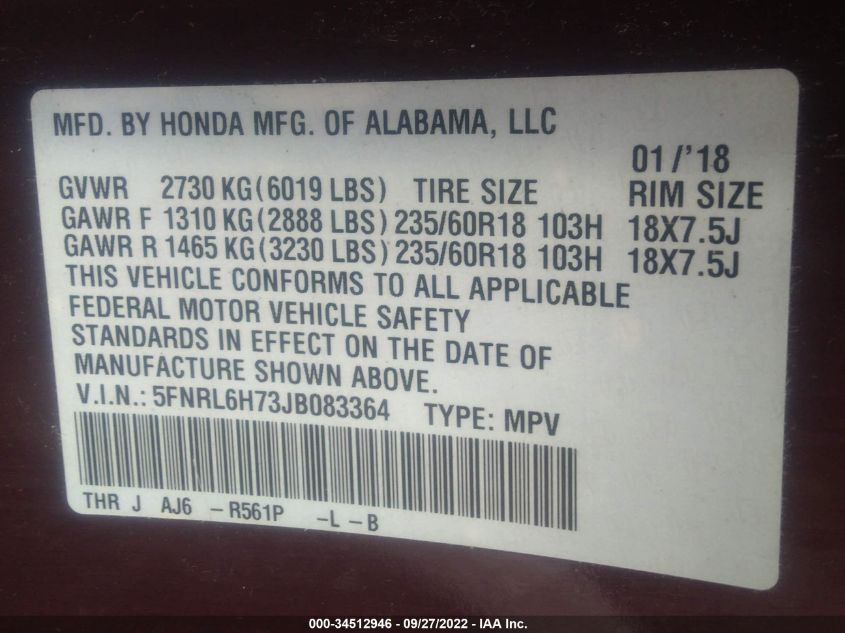 MFD. BY HONDA MFG. OF ALABAMA, LLC
01/'18
GVWR 2730 KG(6019 LBS) TIRE SIZE RIM SIZE
GAWR F 1310 KG(2888 LBS) 235/60R18 103H 18X7.5J
GAWR R 1465 KG(3230 LBS) 235/60R18 103H 18X7.5J
THIS VEHICLE CONFORMS TO ALL APPLICABLE
FEDERAL MOTOR VEHICLE SAFETY
STANDARDS IN EFFECT ON THE DATE OF
MANUFACTURE SHOWN ABOVE.
V.I.N.: 5FNRL6H73JB083364 TYPE: MPV
THR J AJ6 –R561P –L–B
000-34512946 - 09/27/2022 - IAA Inc.